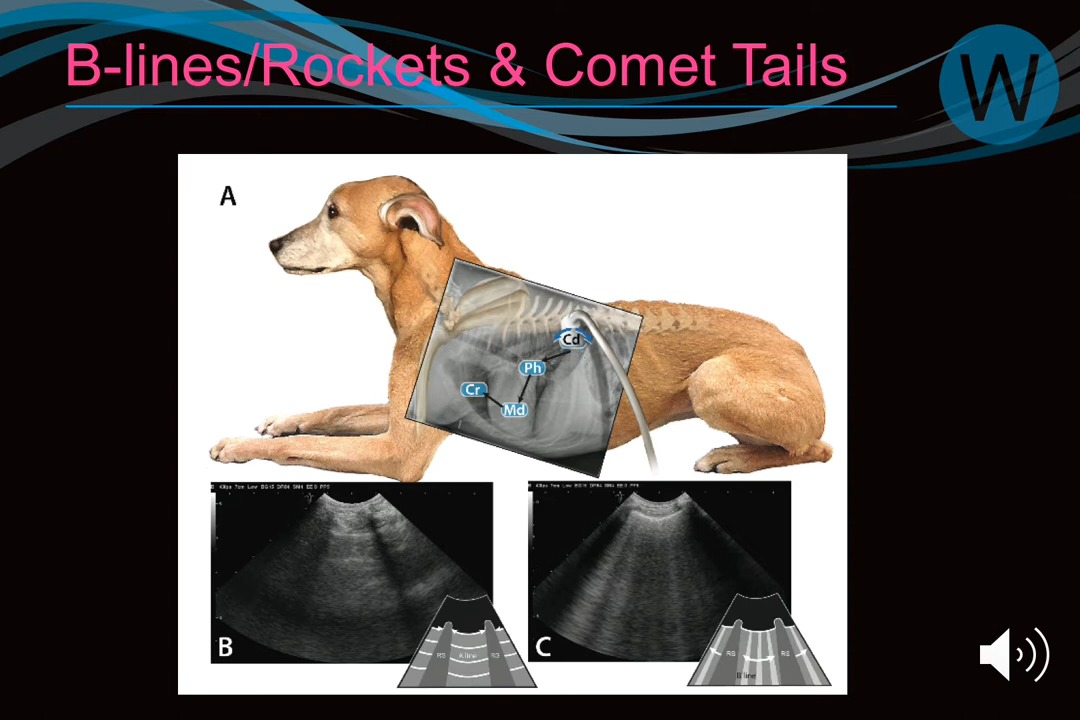 B-lines/Rockets & Comet Tails
W
A
Cd
Ph
Cr
Md
B
RS A line RS
C
RS RS
B line